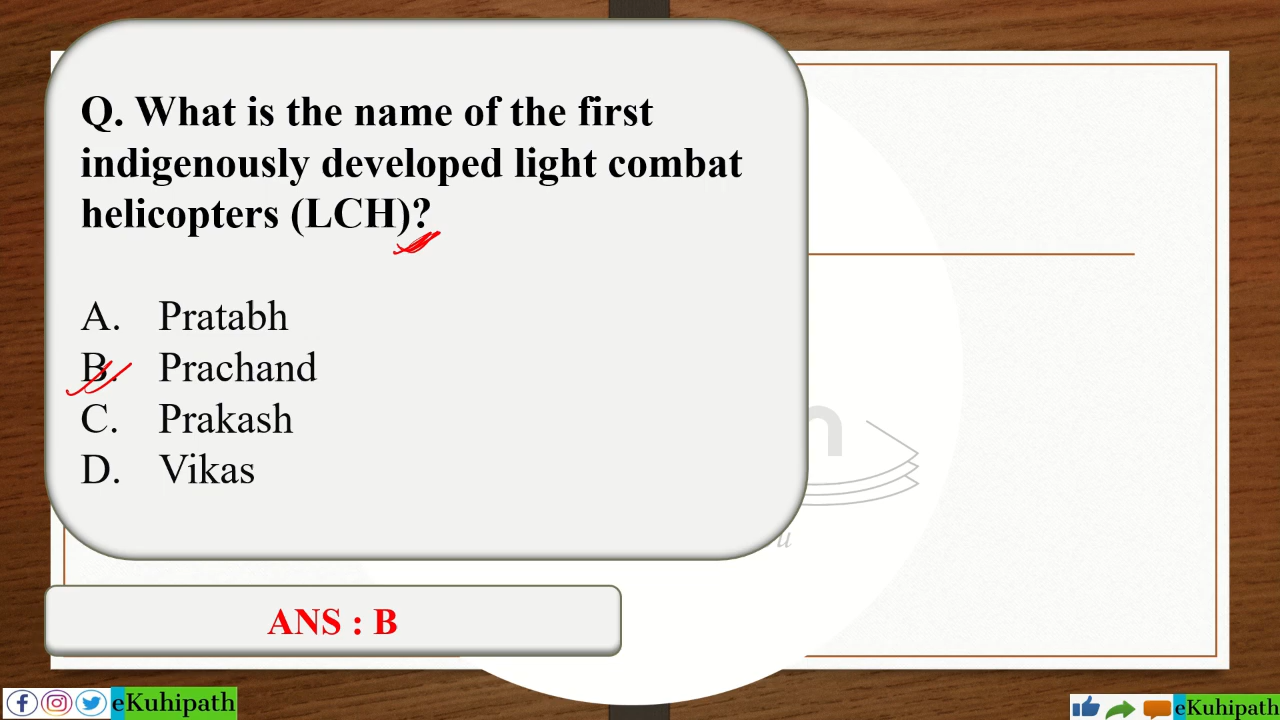 Q. What is the name of the first
indigenously developed light combat
helicopters (LCH)?
A. Pratabh
B. Prachand
C. Prakash
D. Vikas
ANS : B
eKuhipath
eKuhipath